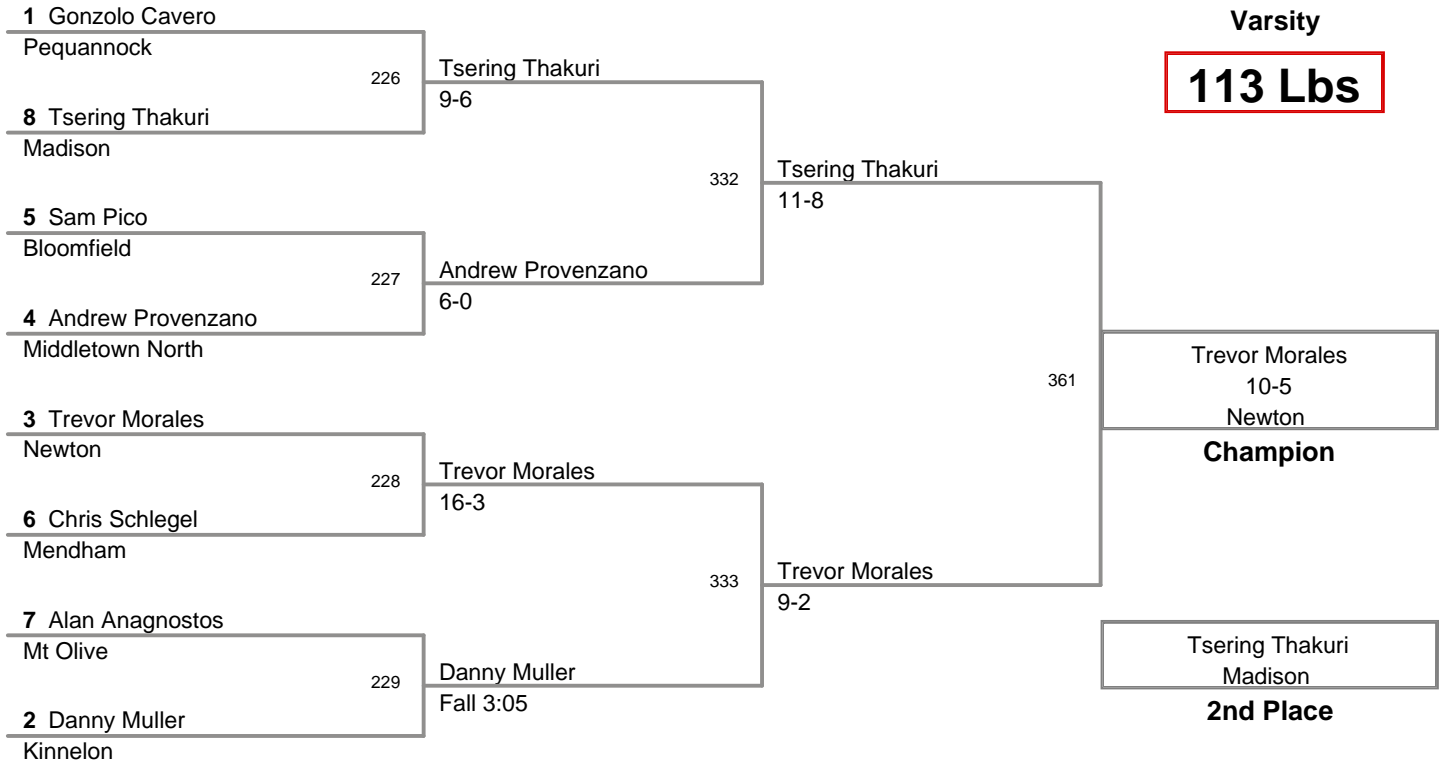 1 Gonzolo Cavero
Pequannock
226
8 Tsering Thakuri
Madison
5 Sam Pico
Bloomfield
227
4 Andrew Provenzano
Middletown North
3 Trevor Morales
Newton
228
6 Chris Schlegel
Mendham
7 Alan Anagnostos
Mt Olive
229
2 Danny Muller
Kinnelon
Tsering Thakuri
9-6
332
Andrew Provenzano
6-0
Trevor Morales
16-3
333
Danny Muller
Fall 3:05
Tsering Thakuri
11-8
361
Trevor Morales
9-2
Varsity
113 Lbs
Trevor Morales
10-5
Newton
Champion
Tsering Thakuri
Madison
2nd Place